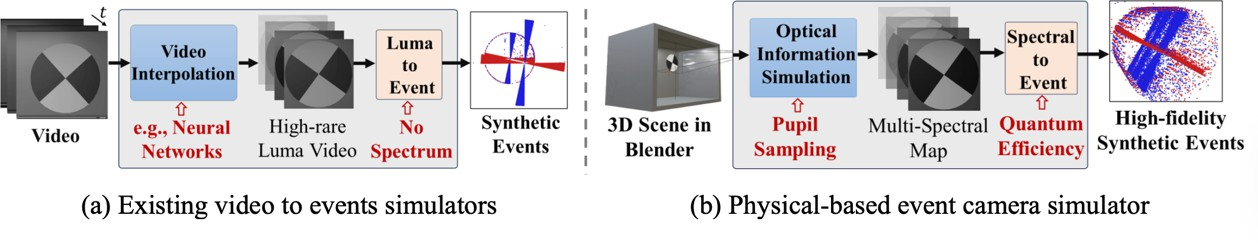 t
Video
Interpolation
Luma
to
Event
e.g., Neural
Networks
High-rare
Luma Video
No
Spectrum
Video
Synthetic
Events
(a) Existing video to events simulators
Optical
Information
Simulation
Spectral
to
Event
3D Scene in
Blender
Pupil
Sampling
Multi-Spectral
Map
Quantum
Efficiency
High-fidelity
Synthetic Events
(b) Physical-based event camera simulator